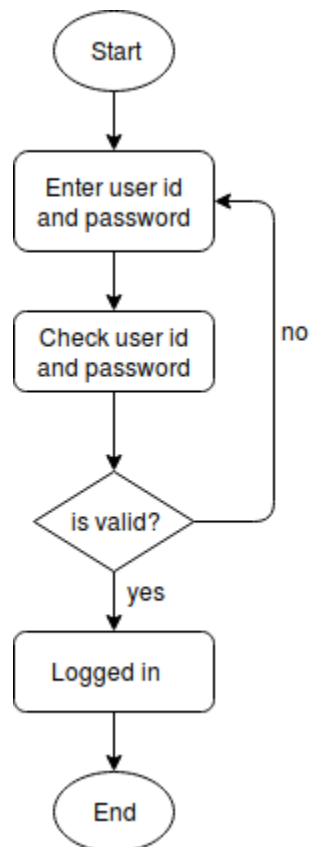 Start
Enter user id
and password
Check user id
and password
no
is valid?
yes
Logged in
End